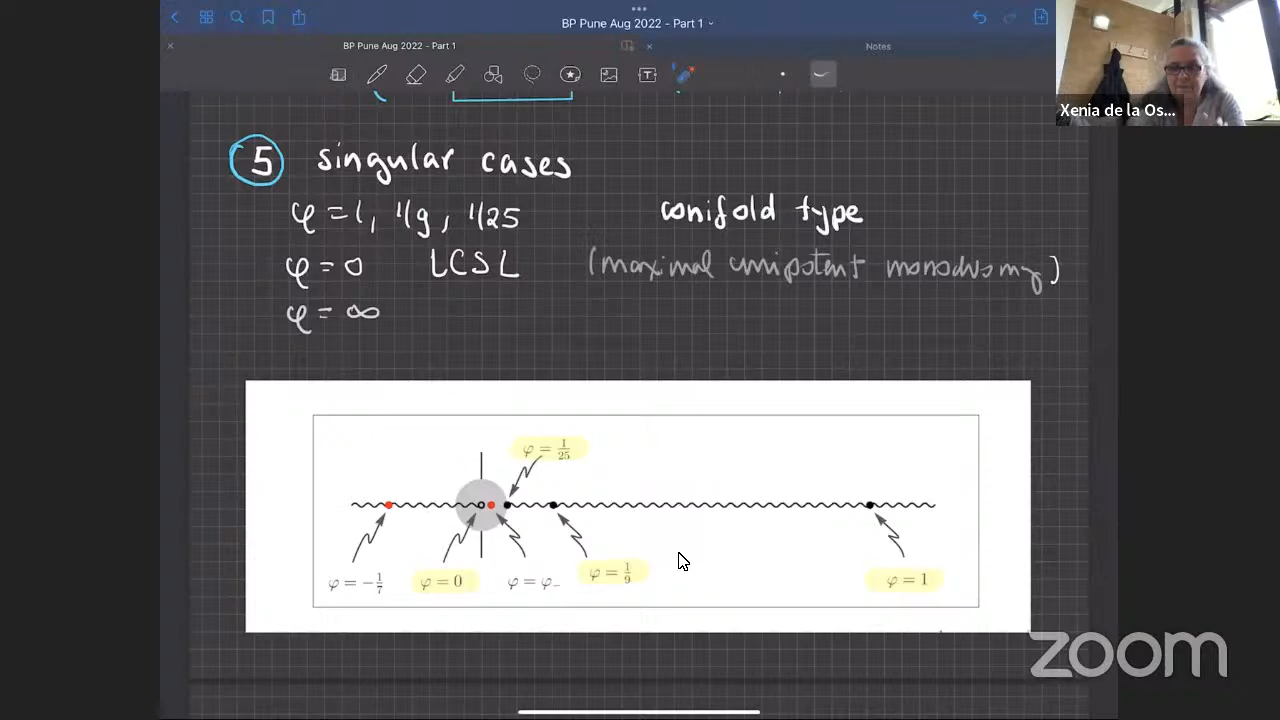 BP Pune Aug 2022 - Part 1
BP Pune Aug 2022 - Part 1
Notes
Xenia de la Os...
5 singular cases
φ = 1, 1/9, 1/25 conifold type
φ = 0 LCSL (maximal unipotent monodromy)
φ = ∞
φ = 1/25
φ = -1/7
φ = 0
φ = φ₋
φ = 1/9
φ = 1
zoom